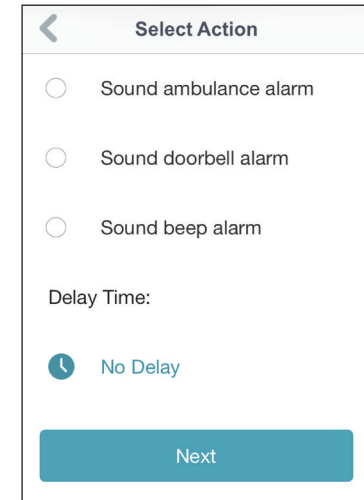 Select Action
Sound ambulance alarm
Sound doorbell alarm
Sound beep alarm
Delay Time:
No Delay
Next